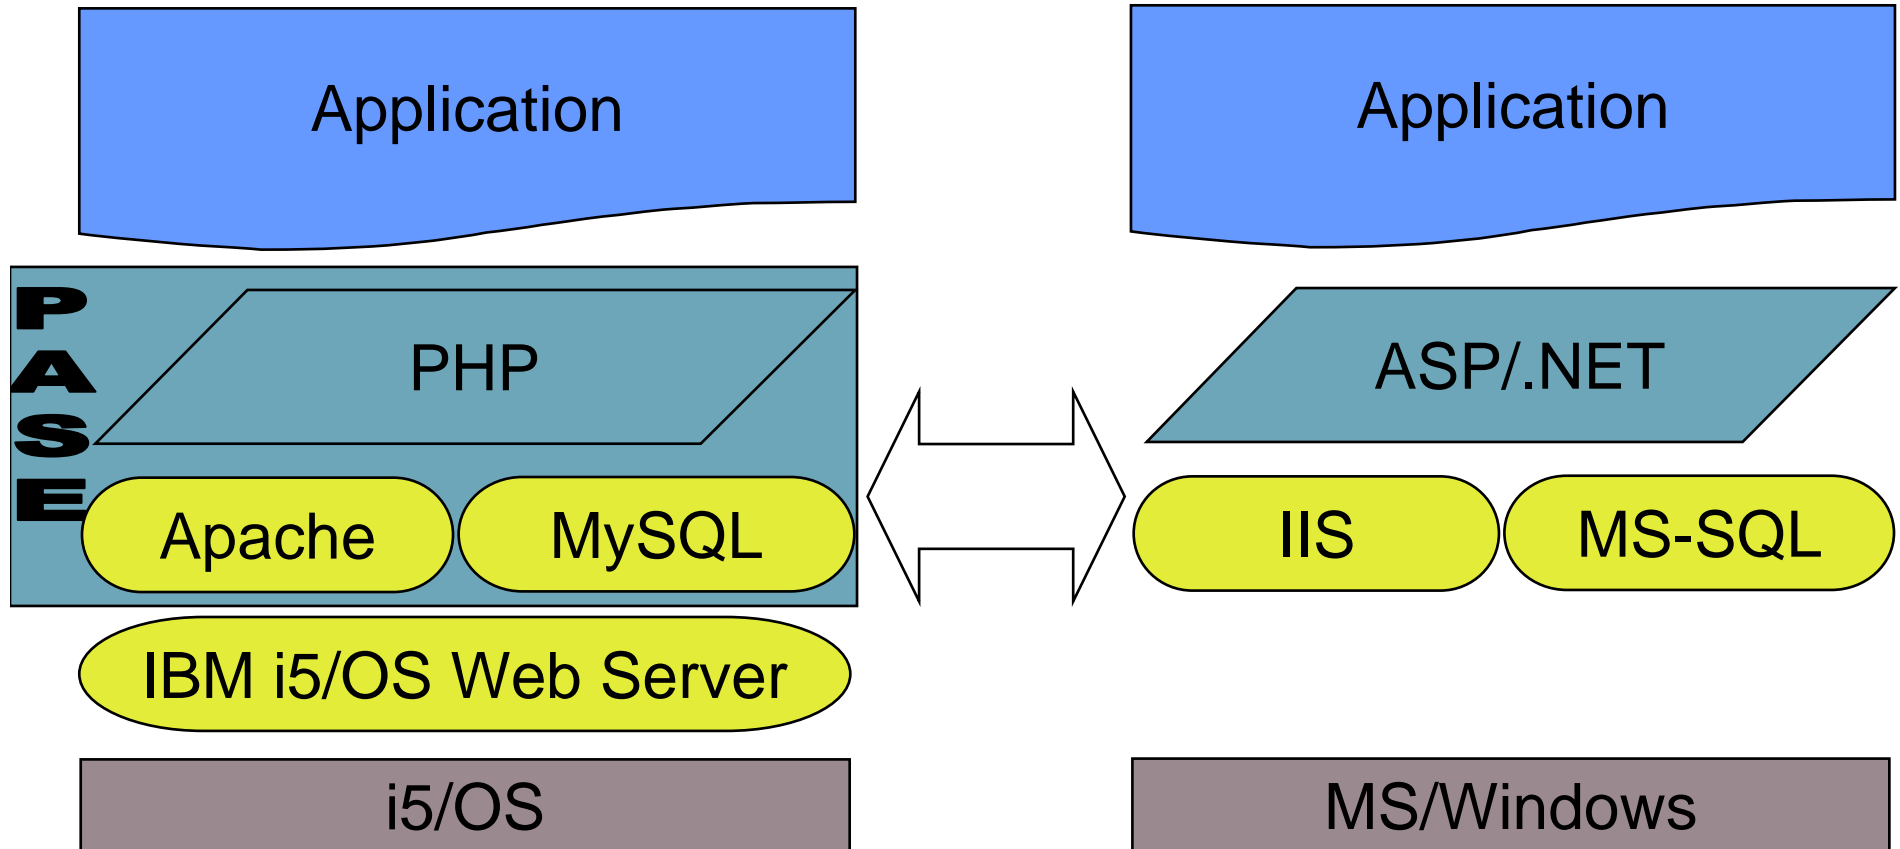 Application
Application
PASE
PHP
ASP/.NET
Apache
MySQL
IIS
MS-SQL
IBM i5/OS Web Server
i5/OS
MS/Windows